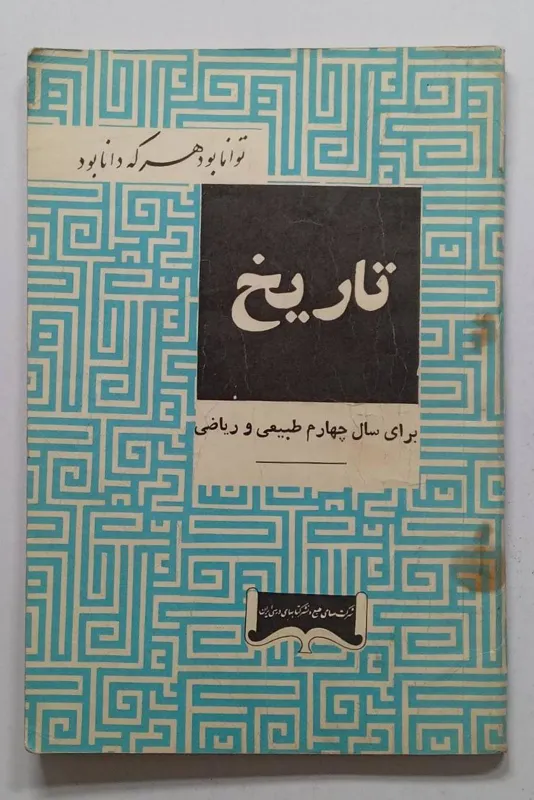 توانا بود هر که دانا بود
تاریخ
برای سال چهارم طبیعی و ریاضی
شرکت سهامی طبع و نشر کتابهای درسی ایران